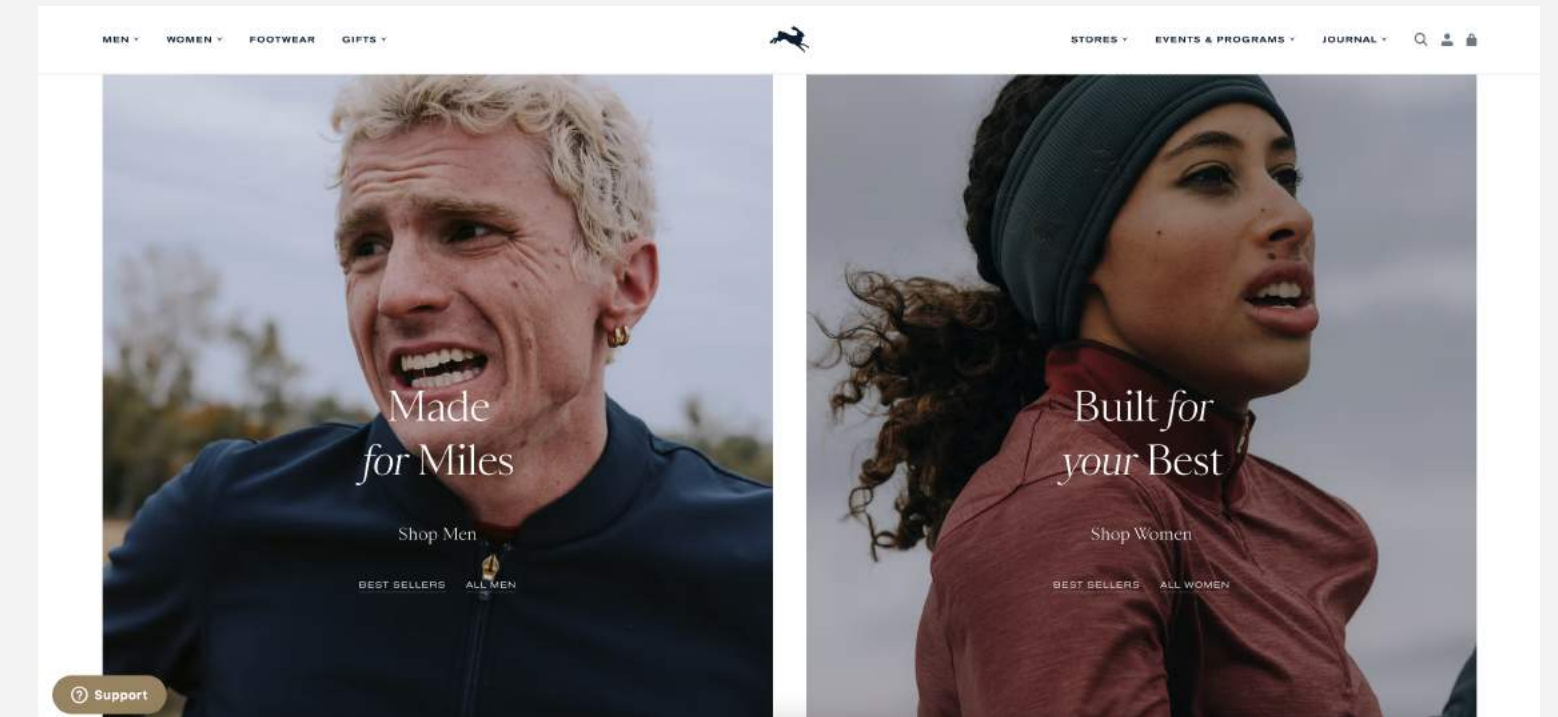 MEN
WOMEN
FOOTWEAR
GIFTS
STORES
EVENTS & PROGRAMS
JOURNAL
Made
for Miles
Shop Men
BEST SELLERS
ALL MEN
Built for
your Best
Shop Women
BEST SELLERS
ALL WOMEN
Support